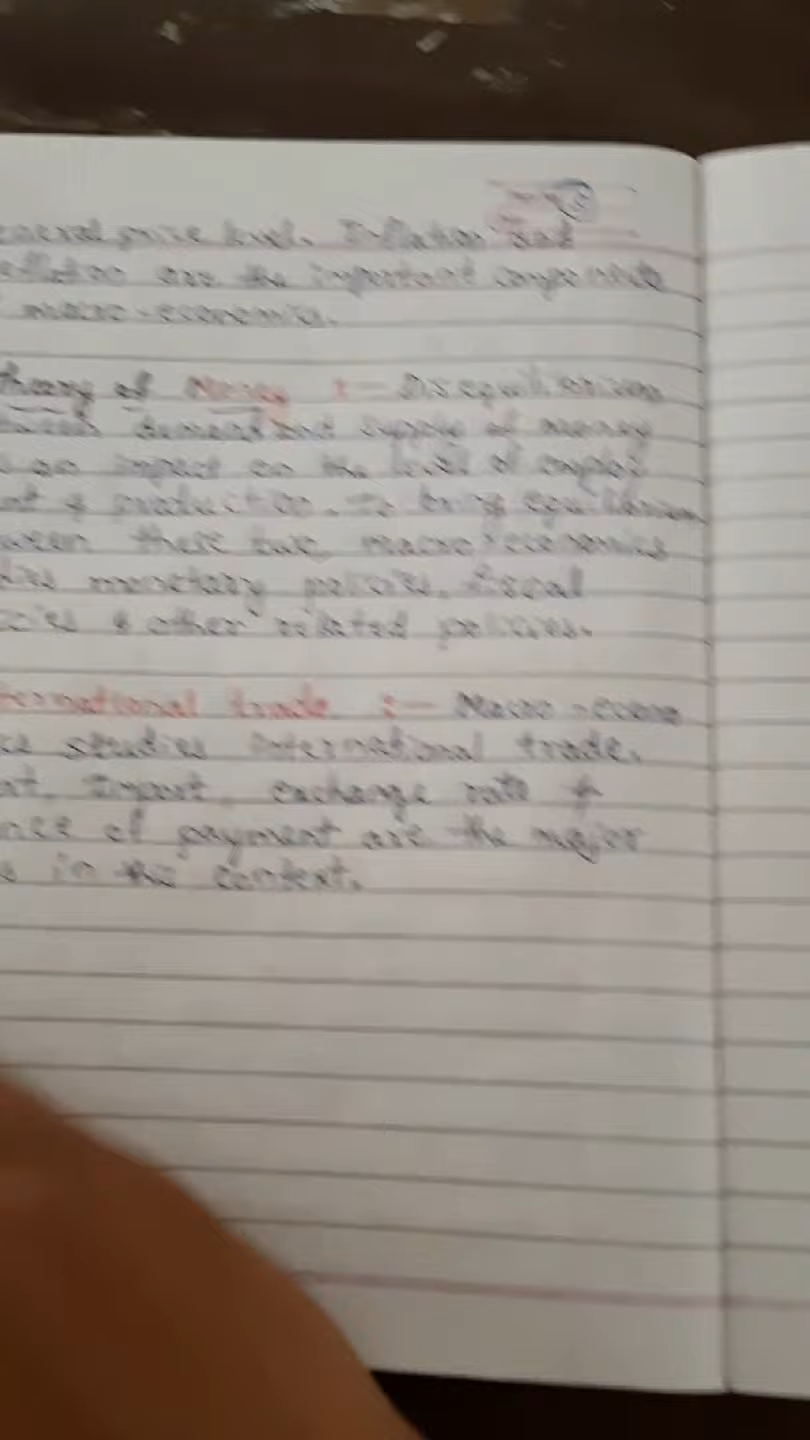 general price level. Inflation and
deflation are the important components
macro-economics.
Theory of Money :- Disequilibrium
between demand and supply of money
an impact on the level of employ
& production. To bring equilibrium
between these two, macro economics
monetary policies, fiscal
policies & other related policies.
International trade :- Macro-econo
studies international trade.
Import, exchange rate &
of payment are the major
in this context.